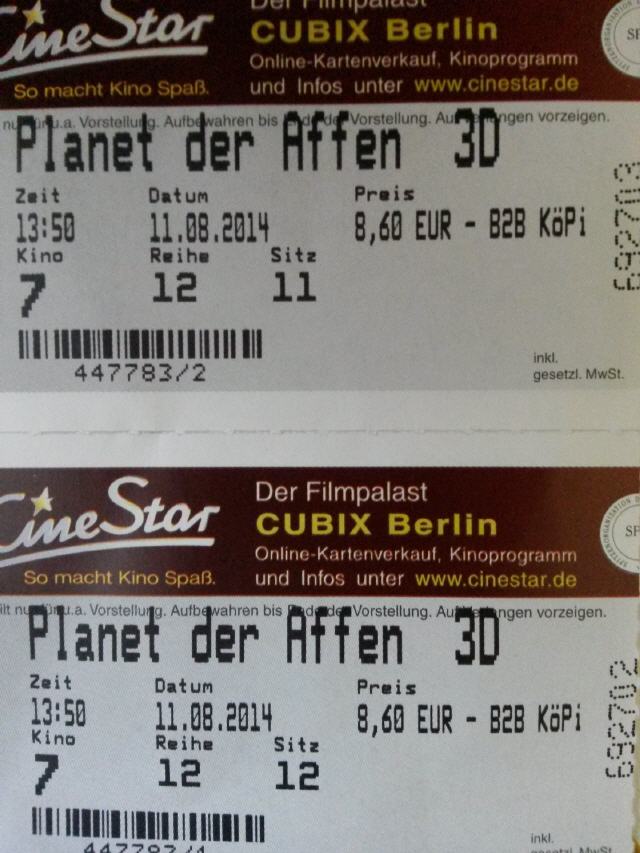 Der Filmpalast
CineStar
CUBIX Berlin
Online-Kartenverkauf, Kinoprogramm
So macht Kino Spaß.
und Infos unter www.cinestar.de
u.a. Vorstellung. Aufbewahren bis Vorstellung. vorzeigen.
Planet der Affen 3D
Zeit Datum Preis
13:50 11.08.2014 8,60 EUR - B2B KöPi
Kino Reihe Sitz
7 12 11
692703
447783/2
inkl.
gesetzl. MwSt.
CineStar
Der Filmpalast
CUBIX Berlin
Online-Kartenverkauf, Kinoprogramm
So macht Kino Spaß.
und Infos unter www.cinestar.de
u.a. Vorstellung. Aufbewahren bis Vorstellung. vorzeigen.
Planet der Affen 3D
Zeit Datum Preis
13:50 11.08.2014 8,60 EUR - B2B KöPi
Kino Reihe Sitz
7 12 12
692702
inkl.